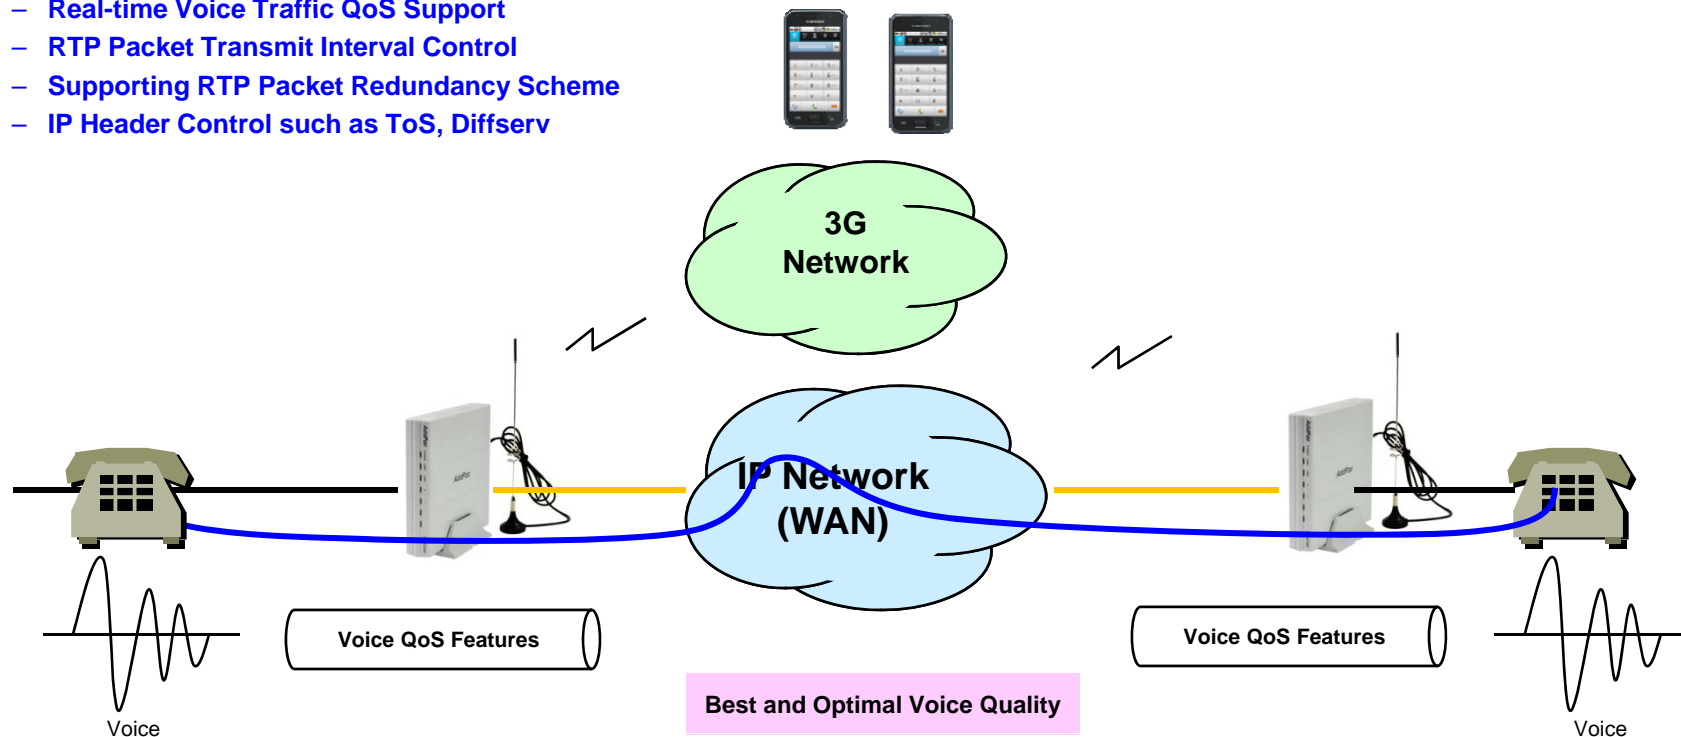 – Real-time Voice Traffic QoS Support
– RTP Packet Transmit Interval Control
– Supporting RTP Packet Redundancy Scheme
– IP Header Control such as ToS, Diffserv
3G
Network
IP Network
(WAN)
AddPac
AddPac
Voice QoS Features
Voice QoS Features
Best and Optimal Voice Quality
Voice
Voice